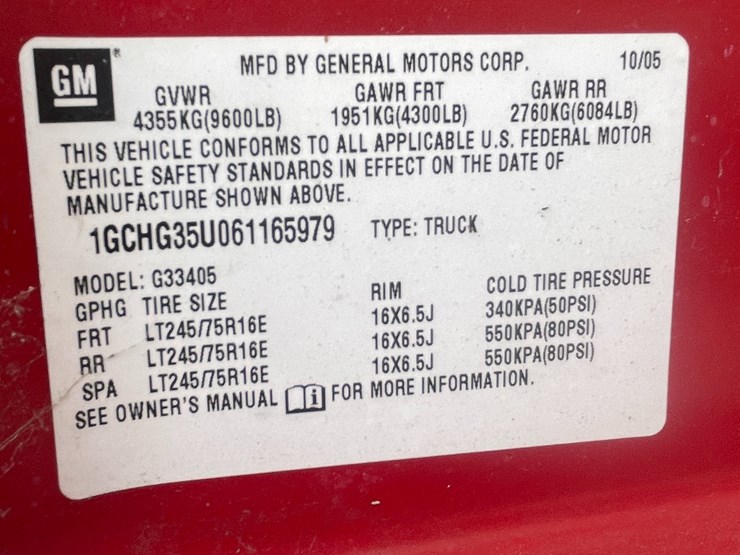 GM ®
MFD BY GENERAL MOTORS CORP. 10/05
GVWR GAWR FRT GAWR RR
4355KG(9600LB) 1951KG(4300LB) 2760KG(6084LB)
THIS VEHICLE CONFORMS TO ALL APPLICABLE U.S. FEDERAL MOTOR
VEHICLE SAFETY STANDARDS IN EFFECT ON THE DATE OF
MANUFACTURE SHOWN ABOVE.
1GCHG35U061165979 TYPE: TRUCK
MODEL: G33405
GPHG TIRE SIZE RIM COLD TIRE PRESSURE
FRT LT245/75R16E 16X6.5J 340KPA(50PSI)
RR LT245/75R16E 16X6.5J 550KPA(80PSI)
SPA LT245/75R16E 16X6.5J 550KPA(80PSI)
SEE OWNER'S MANUAL i FOR MORE INFORMATION.